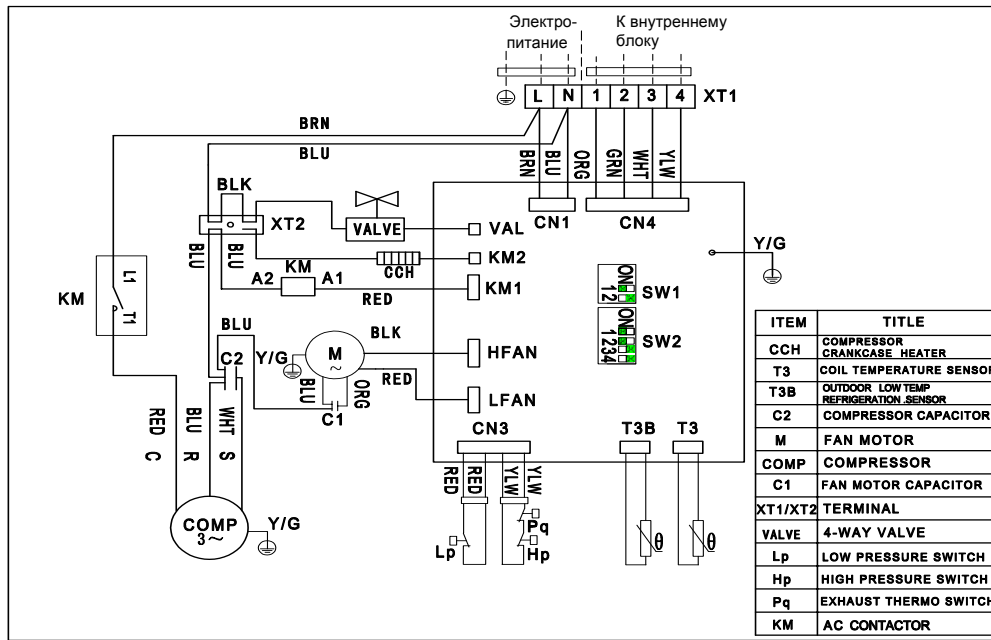 Электро-
питание
К внутреннему
блоку
L N 1 2 3 4 XT1
BRN
BLU
BRN
BLU
ORG
GRN
WHT
YLW
BLK
XT2
VALVE
CN1
CN4
VAL
Y/G
BLU
BLU
CCH
KM2
A2
KM
A1
RED
KM1
ON
12
SW1
ON
1234
SW2
KM
L1
T1
BLU
C2
Y/G
M
~
BLK
RED
HFAN
LFAN
BLU
ORG
C1
CN3
T3B
T3
RED
RED
YLW
YLW
RED C
BLU R
WHT S
COMP
3~
Y/G
Lp
Pq
Hp
θ
θ
ITEM TITLE
CCH COMPRESSOR
CRANKCASE HEATER
T3 COIL TEMPERATURE SENSOR
T3B OUTDOOR LOW TEMP
REFRIGERATION .SENSOR
C2 COMPRESSOR CAPACITOR
M FAN MOTOR
COMP COMPRESSOR
C1 FAN MOTOR CAPACITOR
XT1/XT2 TERMINAL
VALVE 4-WAY VALVE
Lp LOW PRESSURE SWITCH
Hp HIGH PRESSURE SWITCH
Pq EXHAUST THERMO SWITCH
KM AC CONTACTOR